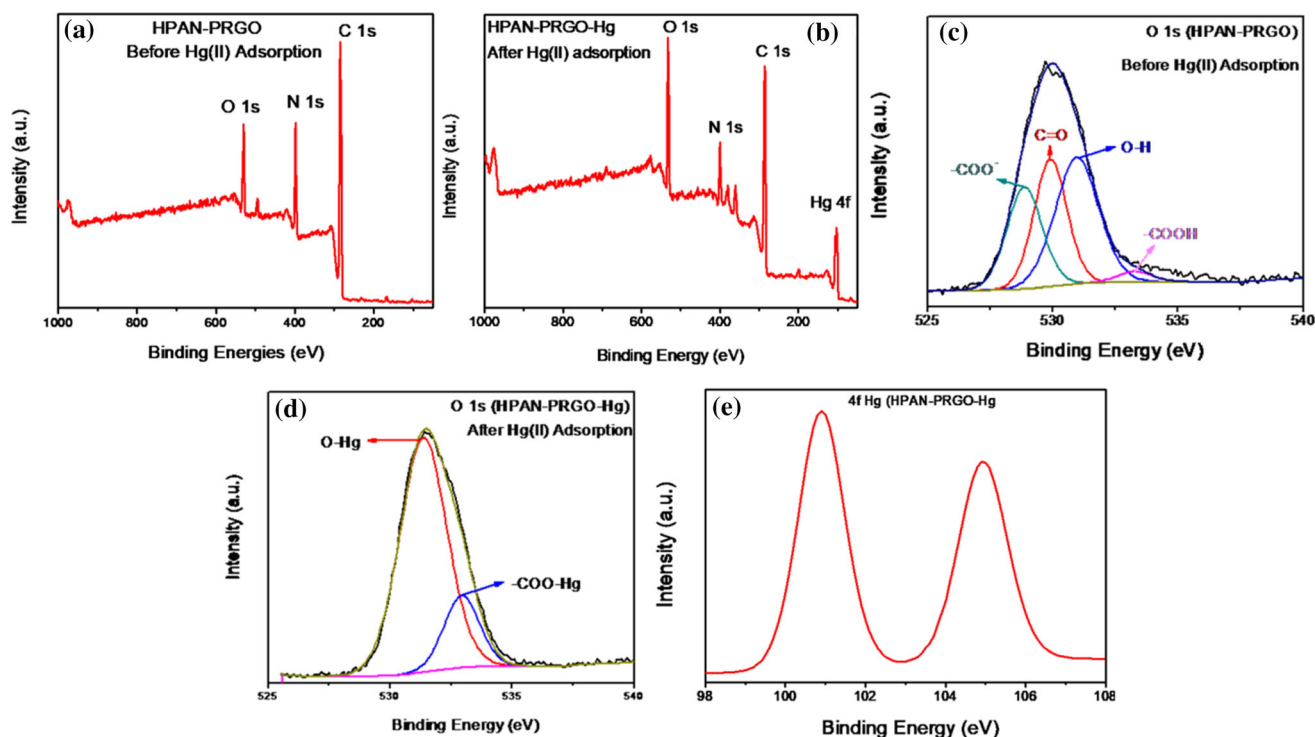 (a)
HPAN-PRGO
Before Hg(II) Adsorption
C 1s
O 1s
N 1s
Intensity (a.u.)
1000 800 600 400 200
Binding Energies (eV)
HPAN-PRGO-Hg
After Hg(II) adsorption
O 1s
(b)
C 1s
N 1s
Hg 4f
Intensity (a.u.)
1000 800 600 400 200
Binding Energy (eV)
(c)
O 1s (HPAN-PRGO)
Before Hg(II) Adsorption
C=O
O-H
-COO⁻
-COOH
Intensity (a.u.)
525 530 535 540
Binding Energy (eV)
(d)
O 1s (HPAN-PRGO-Hg)
After Hg(II) Adsorption
O-Hg
-COO-Hg
Intensity (a.u.)
525 530 535 540
Binding Energy (eV)
(e)
4f Hg (HPAN-PRGO-Hg
Intensity (a.u.)
98 100 102 104 106 108
Binding Energy (eV)